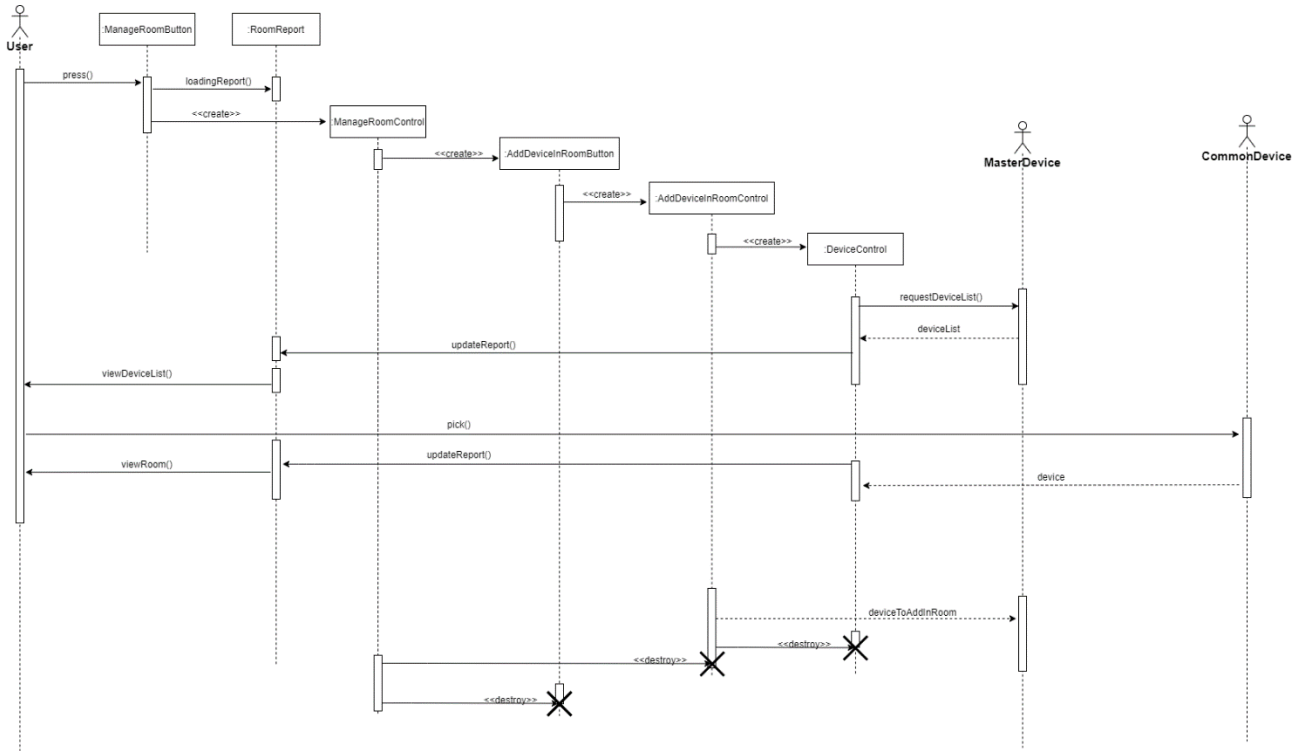 User
:ManageRoomButton
:RoomReport
press()
loadingReport()
<<create>>
:ManageRoomControl
<<create>>
:AddDeviceInRoomButton
MasterDevice
CommonDevice
<<create>>
:AddDeviceInRoomControl
<<create>>
:DeviceControl
requestDeviceList()
deviceList
updateReport()
viewDeviceList()
pick()
updateReport()
viewRoom()
device
deviceToAddInRoom
<<destroy>>
<<destroy>>
<<destroy>>